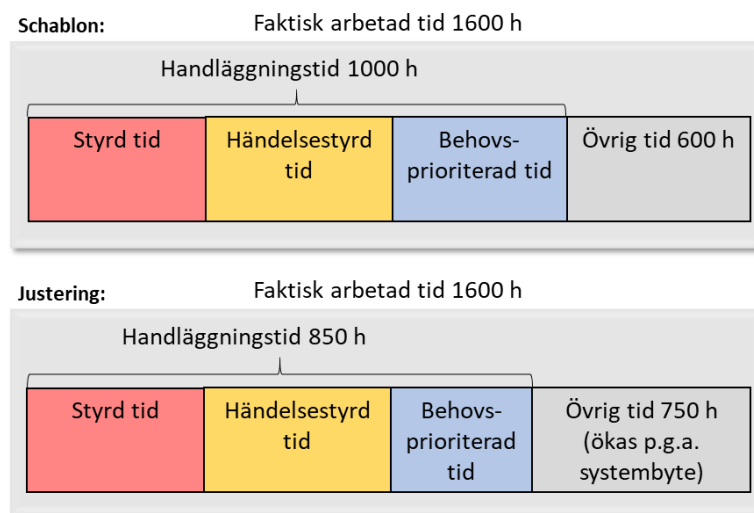 Schablon:
Faktisk arbetad tid 1600 h
Handläggningstid 1000 h
Styrd tid
Händelsestyrd
tid
Behovs-
prioriterad tid
Övrig tid 600 h
Justering:
Faktisk arbetad tid 1600 h
Handläggningstid 850 h
Styrd tid
Händelsestyrd
tid
Behovs-
prioriterad
tid
Övrig tid 750 h
(ökas p.g.a.
systembyte)